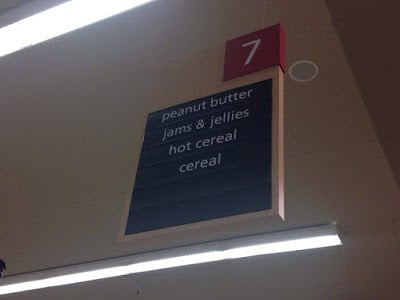 7
peanut butter
jams & jellies
hot cereal
cereal